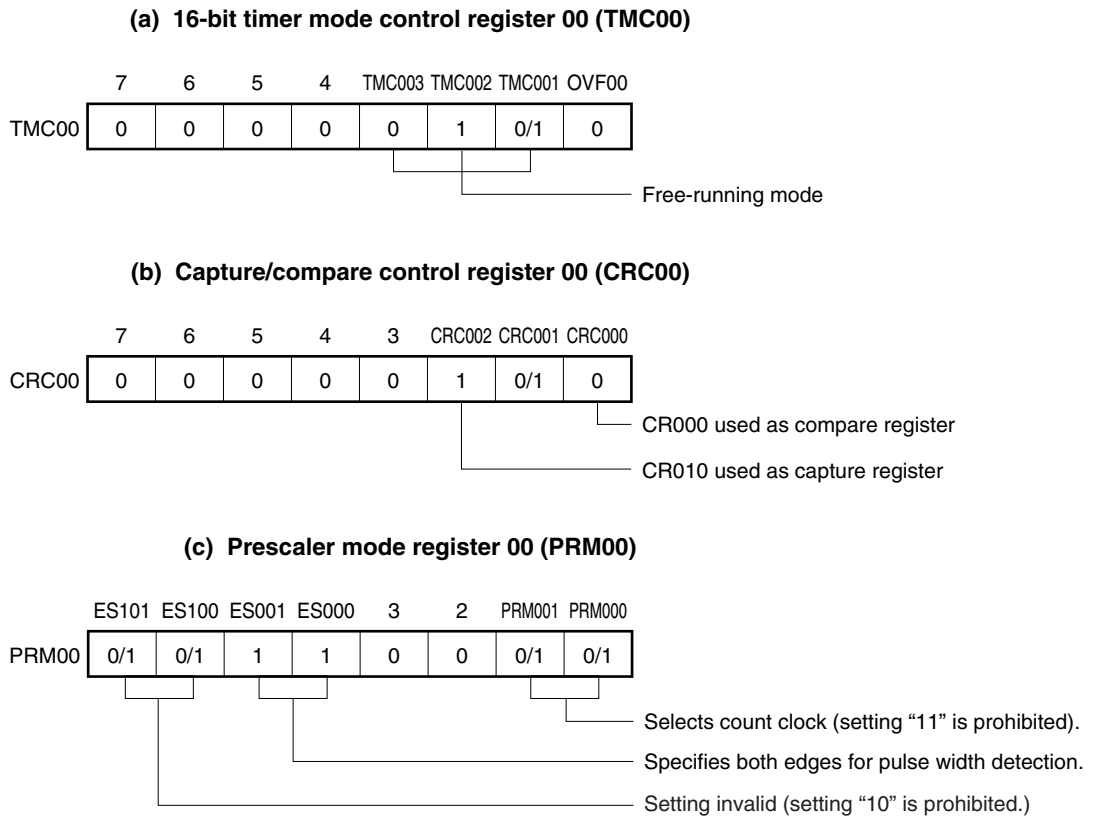 (a) 16-bit timer mode control register 00 (TMC00)
7 6 5 4 TMC003 TMC002 TMC001 OVF00
TMC00 0 0 0 0 0 1 0/1 0
Free-running mode
(b) Capture/compare control register 00 (CRC00)
7 6 5 4 3 CRC002 CRC001 CRC000
CRC00 0 0 0 0 0 1 0/1 0
CR000 used as compare register
CR010 used as capture register
(c) Prescaler mode register 00 (PRM00)
ES101 ES100 ES001 ES000 3 2 PRM001 PRM000
PRM00 0/1 0/1 1 1 0 0 0/1 0/1
Selects count clock (setting “11” is prohibited).
Specifies both edges for pulse width detection.
Setting invalid (setting “10” is prohibited.)